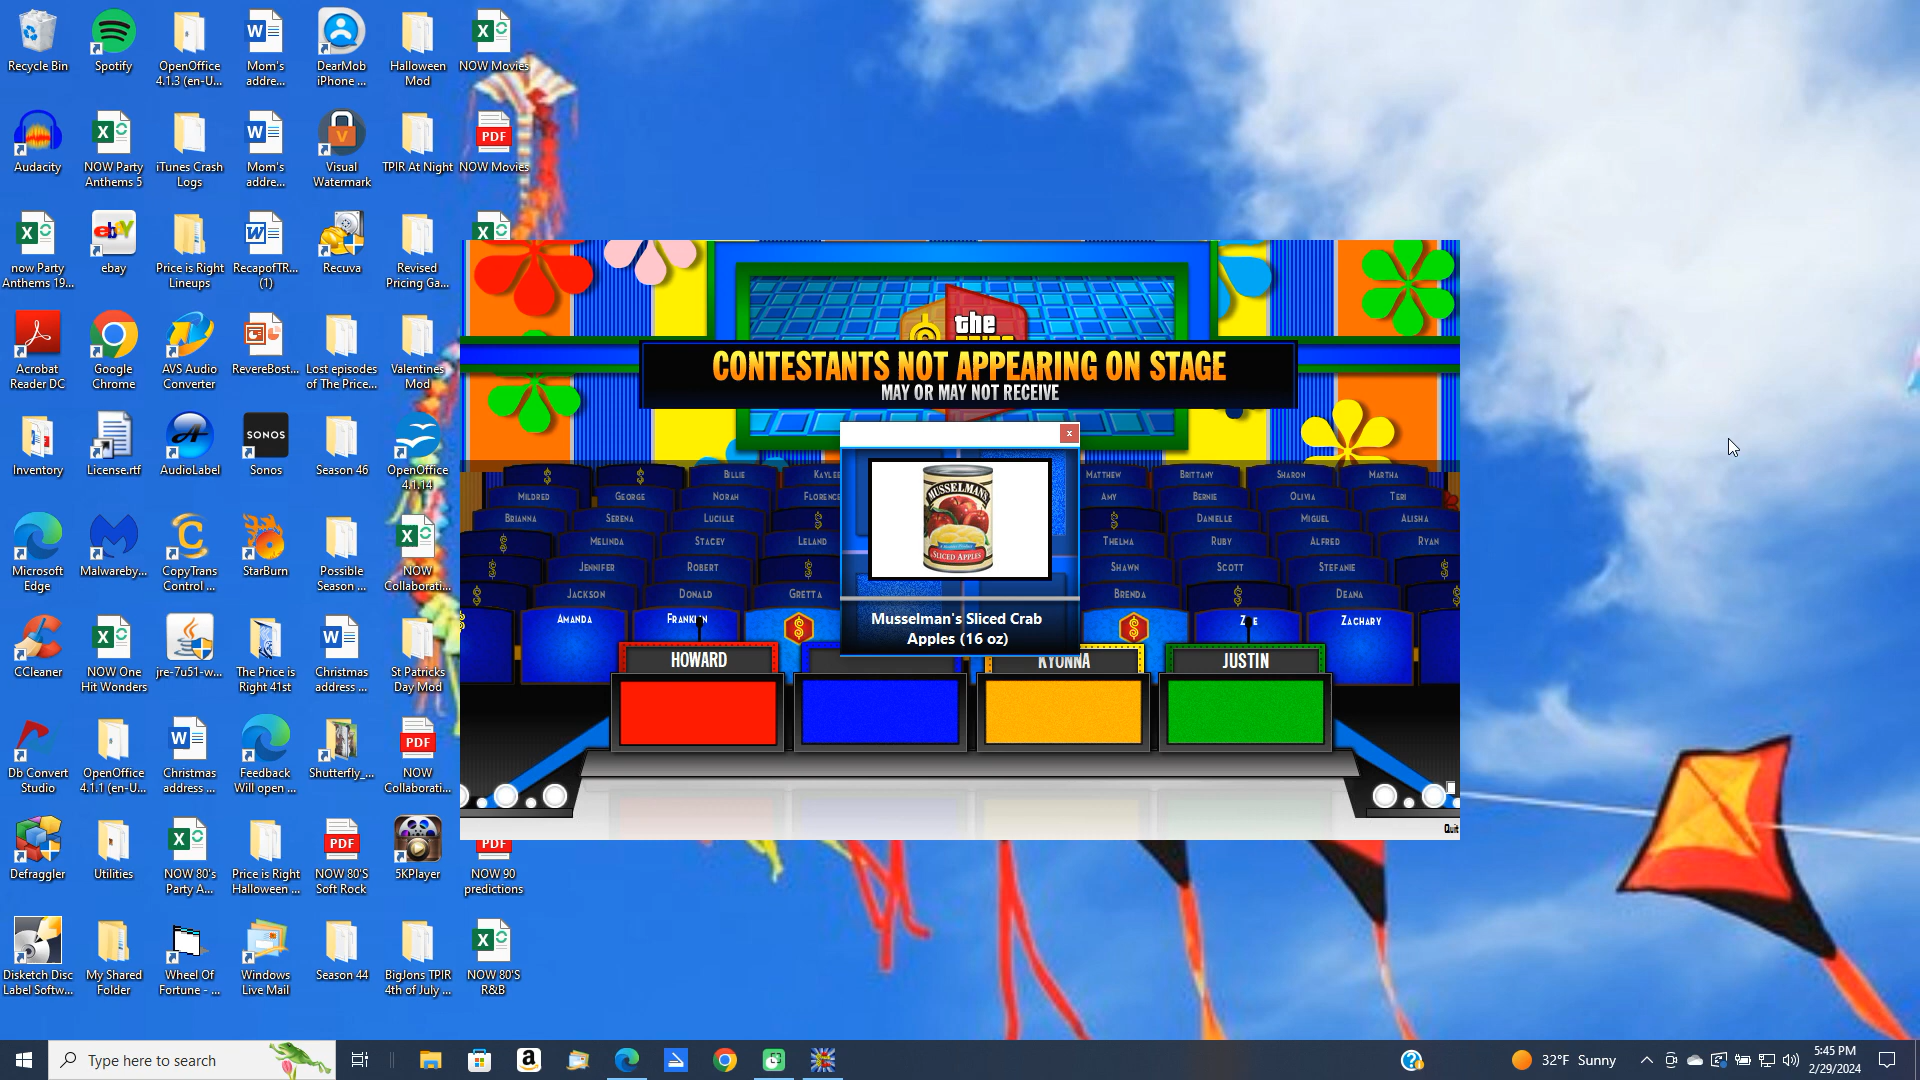 Recycle Bin
Spotify
OpenOffice
4.1.3 (en-U...
Mom's
addre...
DearMob
iPhone ...
Halloween
Mod
NOW Movies
Audacity
NOW Party
Anthems 5
iTunes Crash
Logs
Mom's
addre...
Visual
Watermark
TPIR At Night
PDF
NOW Movies
now Party
Anthems 19...
ebay
Price is Right
Lineups
RecapofTR...
(1)
Recuva
Revised
Pricing Ga...
Acrobat
Reader DC
Google
Chrome
AVS Audio
Converter
RevereBost...
Lost episodes
of The Price...
Valentines
Mod
Inventory
License.rtf
AudioLabel
SONOS
Sonos
Season 46
OpenOffice
4.1.14
Microsoft
Edge
Malwareby...
CopyTrans
Control ...
StarBurn
Possible
Season ...
NOW
Collaborati...
CCleaner
NOW One
Hit Wonders
jre-7u51-w...
The Price is
Right 41st
Christmas
address ...
St Patricks
Day Mod
Db Convert
Studio
OpenOffice
4.1.1 (en-U...
Christmas
address ...
Feedback
Will open ...
Shutterfly_...
PDF
NOW
Collaborati...
Defraggler
Utilities
NOW 80's
Party A...
Price is Right
Halloween ...
PDF
NOW 80'S
Soft Rock
5KPlayer
PDF
NOW 90
predictions
Disketch Disc
Label Softw...
My Shared
Folder
Wheel Of
Fortune - ...
Windows
Live Mail
Season 44
BigJons TPIR
4th of July ...
NOW 80'S
R&B
the
CONTESTANTS NOT APPEARING ON STAGE
MAY OR MAY NOT RECEIVE
BILLIE KAYLEE MATTHEW BRITTANY SHARON MARTHA
MILDRED GEORGE NORAH FLORENCE AMY BERNIE OLIVIA TERI
BRIANNA SERENA LUCILLE DANIELLE MIGUEL ALISHA
MELINDA STACEY LELAND THELMA RUBY ALFRED RYAN
JENNIFER ROBERT SHAWN SCOTT STEFANIE
JACKSON DONALD GRETTA BRENDA DEANA
AMANDA FRANKLIN ZACHARY
MUSSELMAN'S
SLICED APPLES
Musselman's Sliced Crab
Apples (16 oz)
HOWARD KYUNNA JUSTIN
Quit
Type here to search
32°F Sunny
5:45 PM
2/29/2024